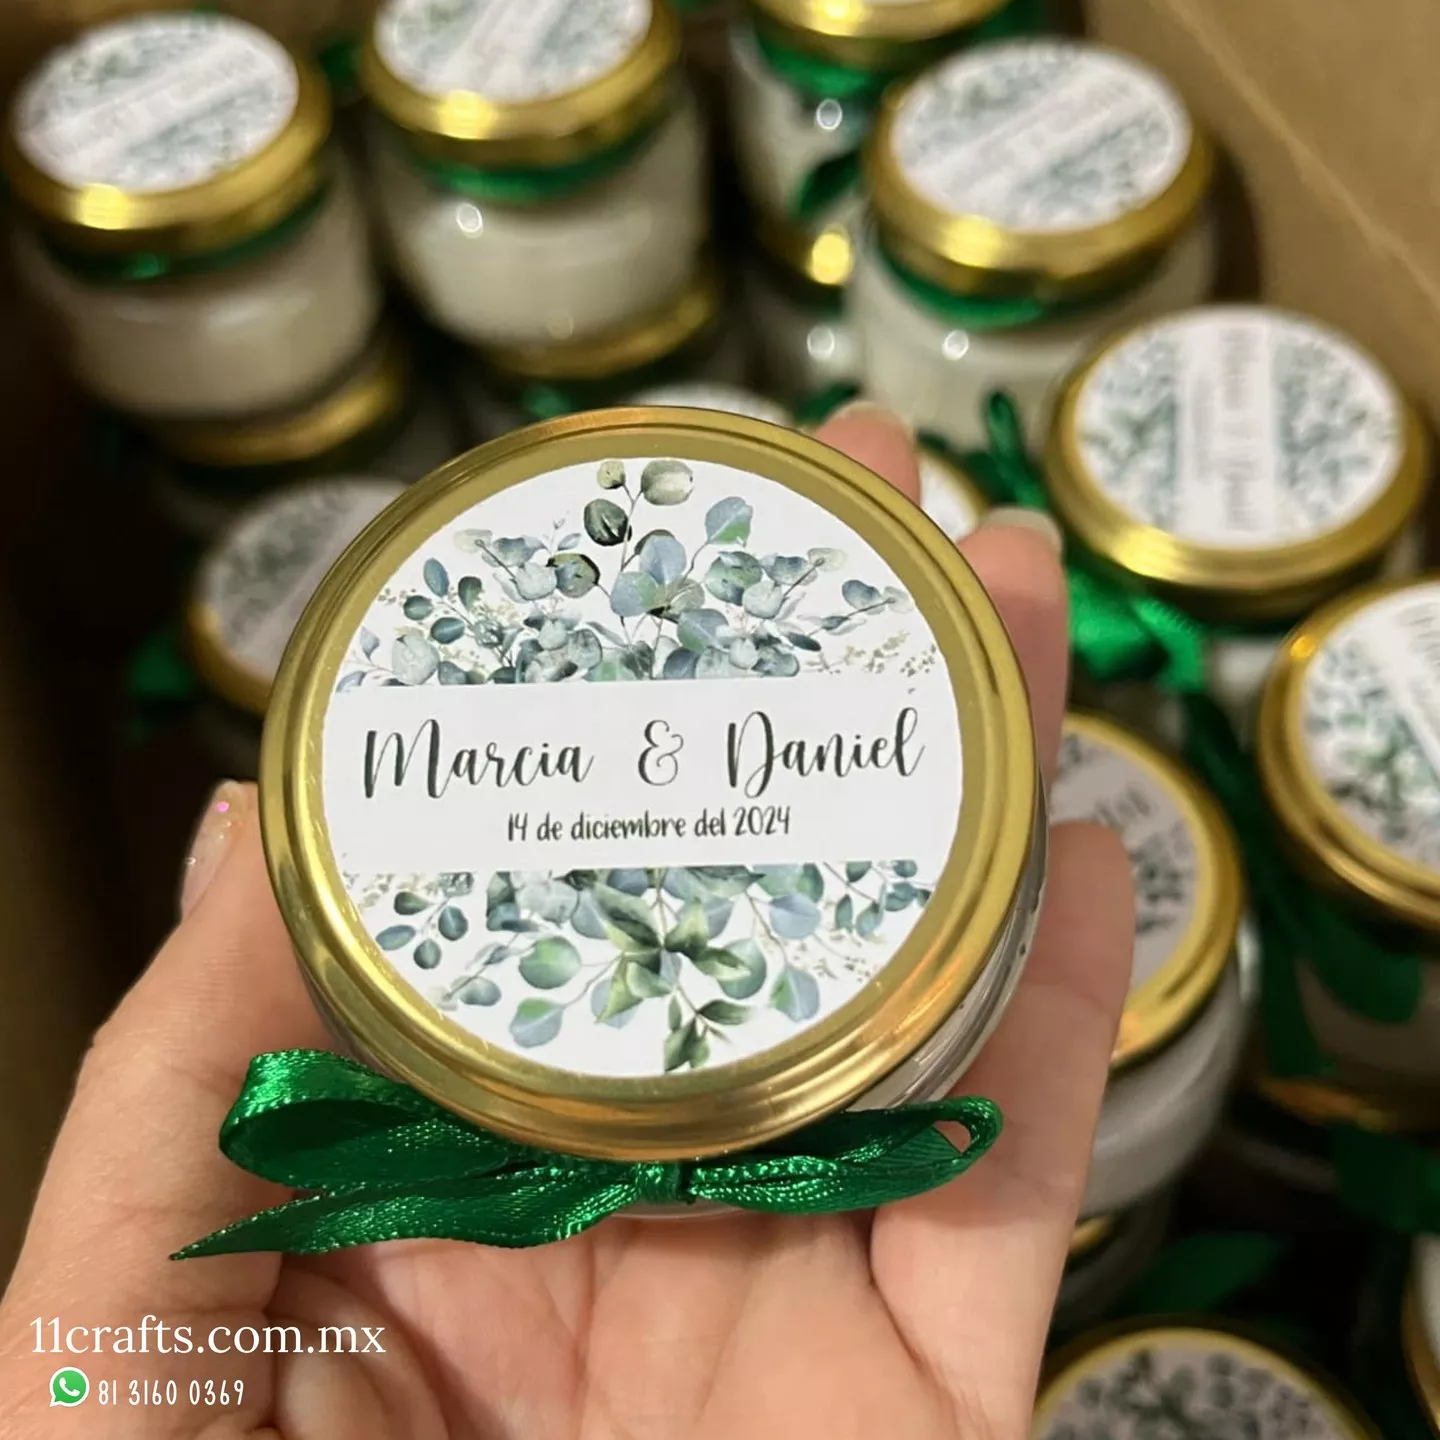 Marcia & Daniel
14 de diciembre del 2024
11crafts.com.mx
81 3160 0369